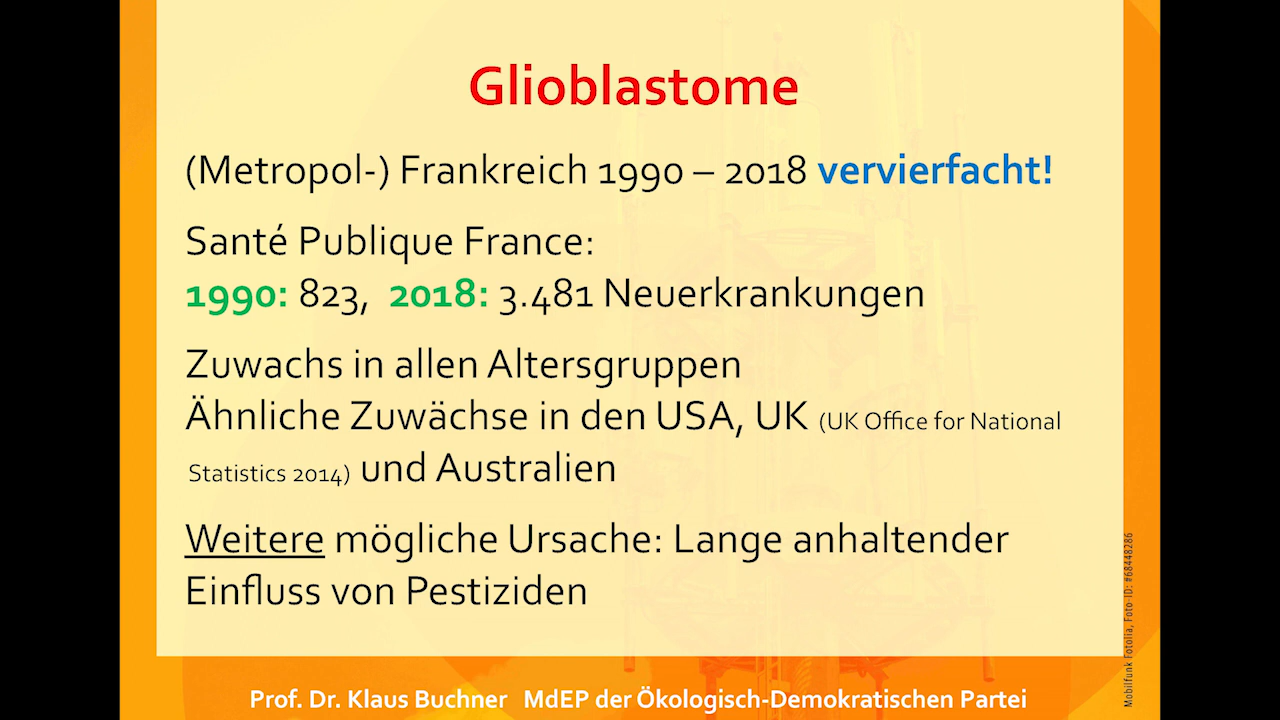 Glioblastome
(Metropol-) Frankreich 1990 – 2018 vervierfacht!
Santé Publique France:
1990: 823, 2018: 3.481 Neuerkrankungen
Zuwachs in allen Altersgruppen
Ähnliche Zuwächse in den USA, UK (UK Office for National
Statistics 2014) und Australien
Weitere mögliche Ursache: Lange anhaltender
Einfluss von Pestiziden
Mobilfunk Fotolia, Foto-ID: #68448286
Prof. Dr. Klaus Buchner MdEP der Ökologisch-Demokratischen Partei